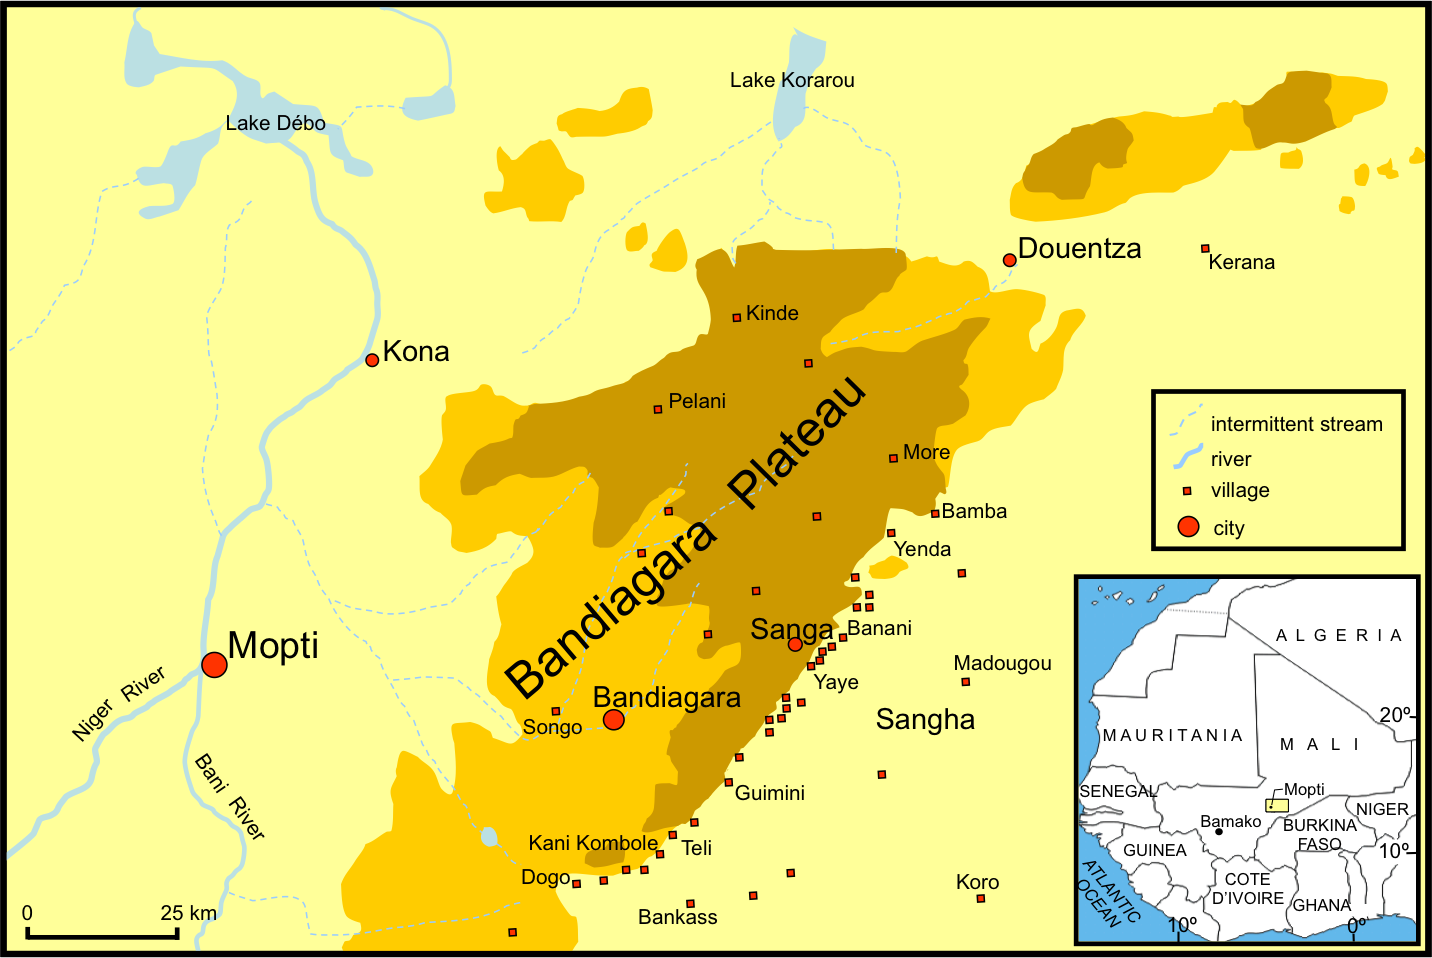 Lake Korarou
Lake Débo
Douentza
Kerana
Kinde
Kona
Pelani
Bandiagara Plateau
More
Bamba
Yenda
intermittent stream
river
village
city
Mopti
Sanga
Banani
Madougou
Yaye
Niger River
Bandiagara
Songo
Sangha
Bani River
Guimini
Kani Kombole
Teli
Dogo
Koro
Bankass
0 25 km
ALGERIA
20º
MAURITANIA
MALI
SENEGAL
Mopti
NIGER
Bamako
BURKINA
FASO
GUINEA
10º
COTE
D'IVOIRE
GHANA
ATLANTIC
OCEAN
10º
0º